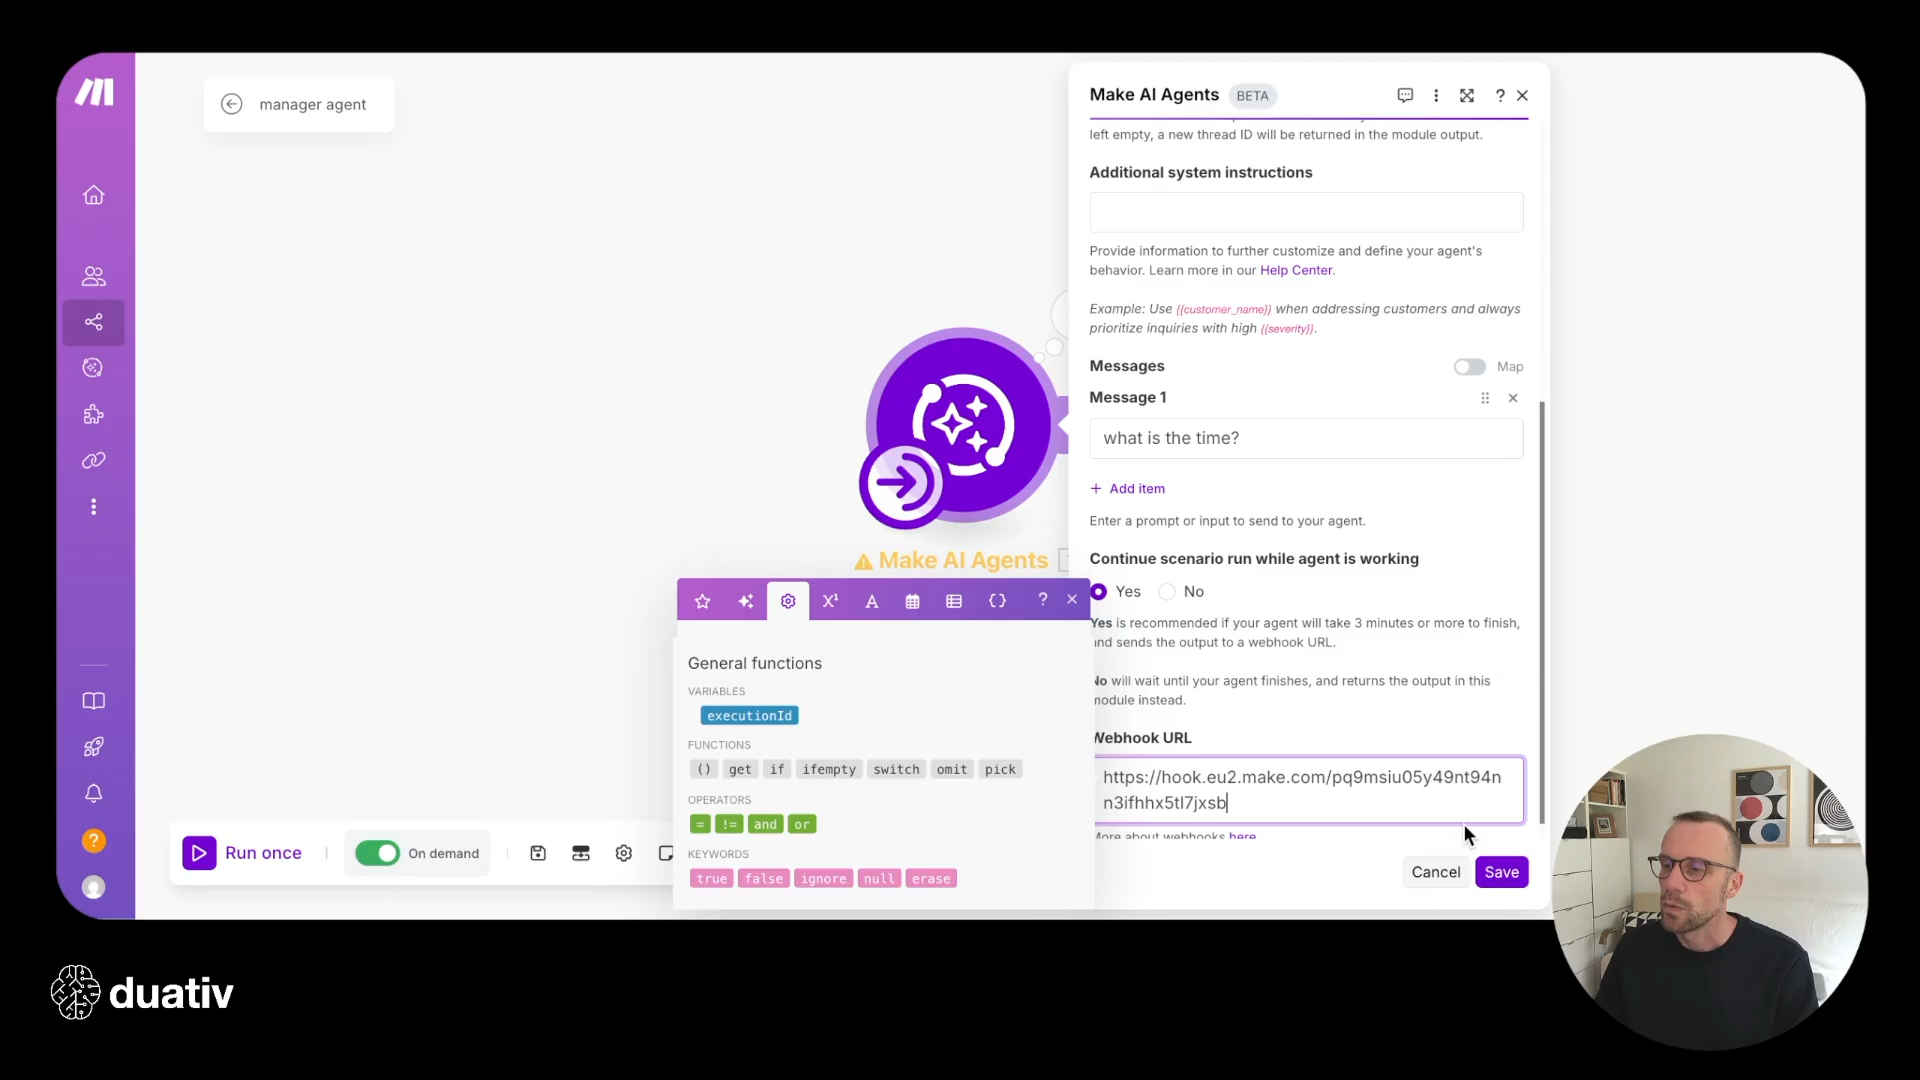 manager agent
Make AI Agents BETA
left empty, a new thread ID will be returned in the module output.
Additional system instructions
Provide information to further customize and define your agent's
behavior. Learn more in our Help Center.
Example: Use {{customer_name}} when addressing customers and always
prioritize inquiries with high {{severity}}.
Messages
Map
Message 1
what is the time?
+ Add item
Enter a prompt or input to send to your agent.
Continue scenario run while agent is working
Yes
No
Yes is recommended if your agent will take 3 minutes or more to finish,
and sends the output to a webhook URL.
No will wait until your agent finishes, and returns the output in this
module instead.
Webhook URL
https://hook.eu2.make.com/pq9msiu05y49nt94n
n3ifhhx5tl7jxsb
More about webhooks here
Cancel
Save
Make AI Agents
General functions
VARIABLES
executionId
FUNCTIONS
() get if ifempty switch omit pick
OPERATORS
= != and or
KEYWORDS
true false ignore null erase
Run once
On demand
duativ